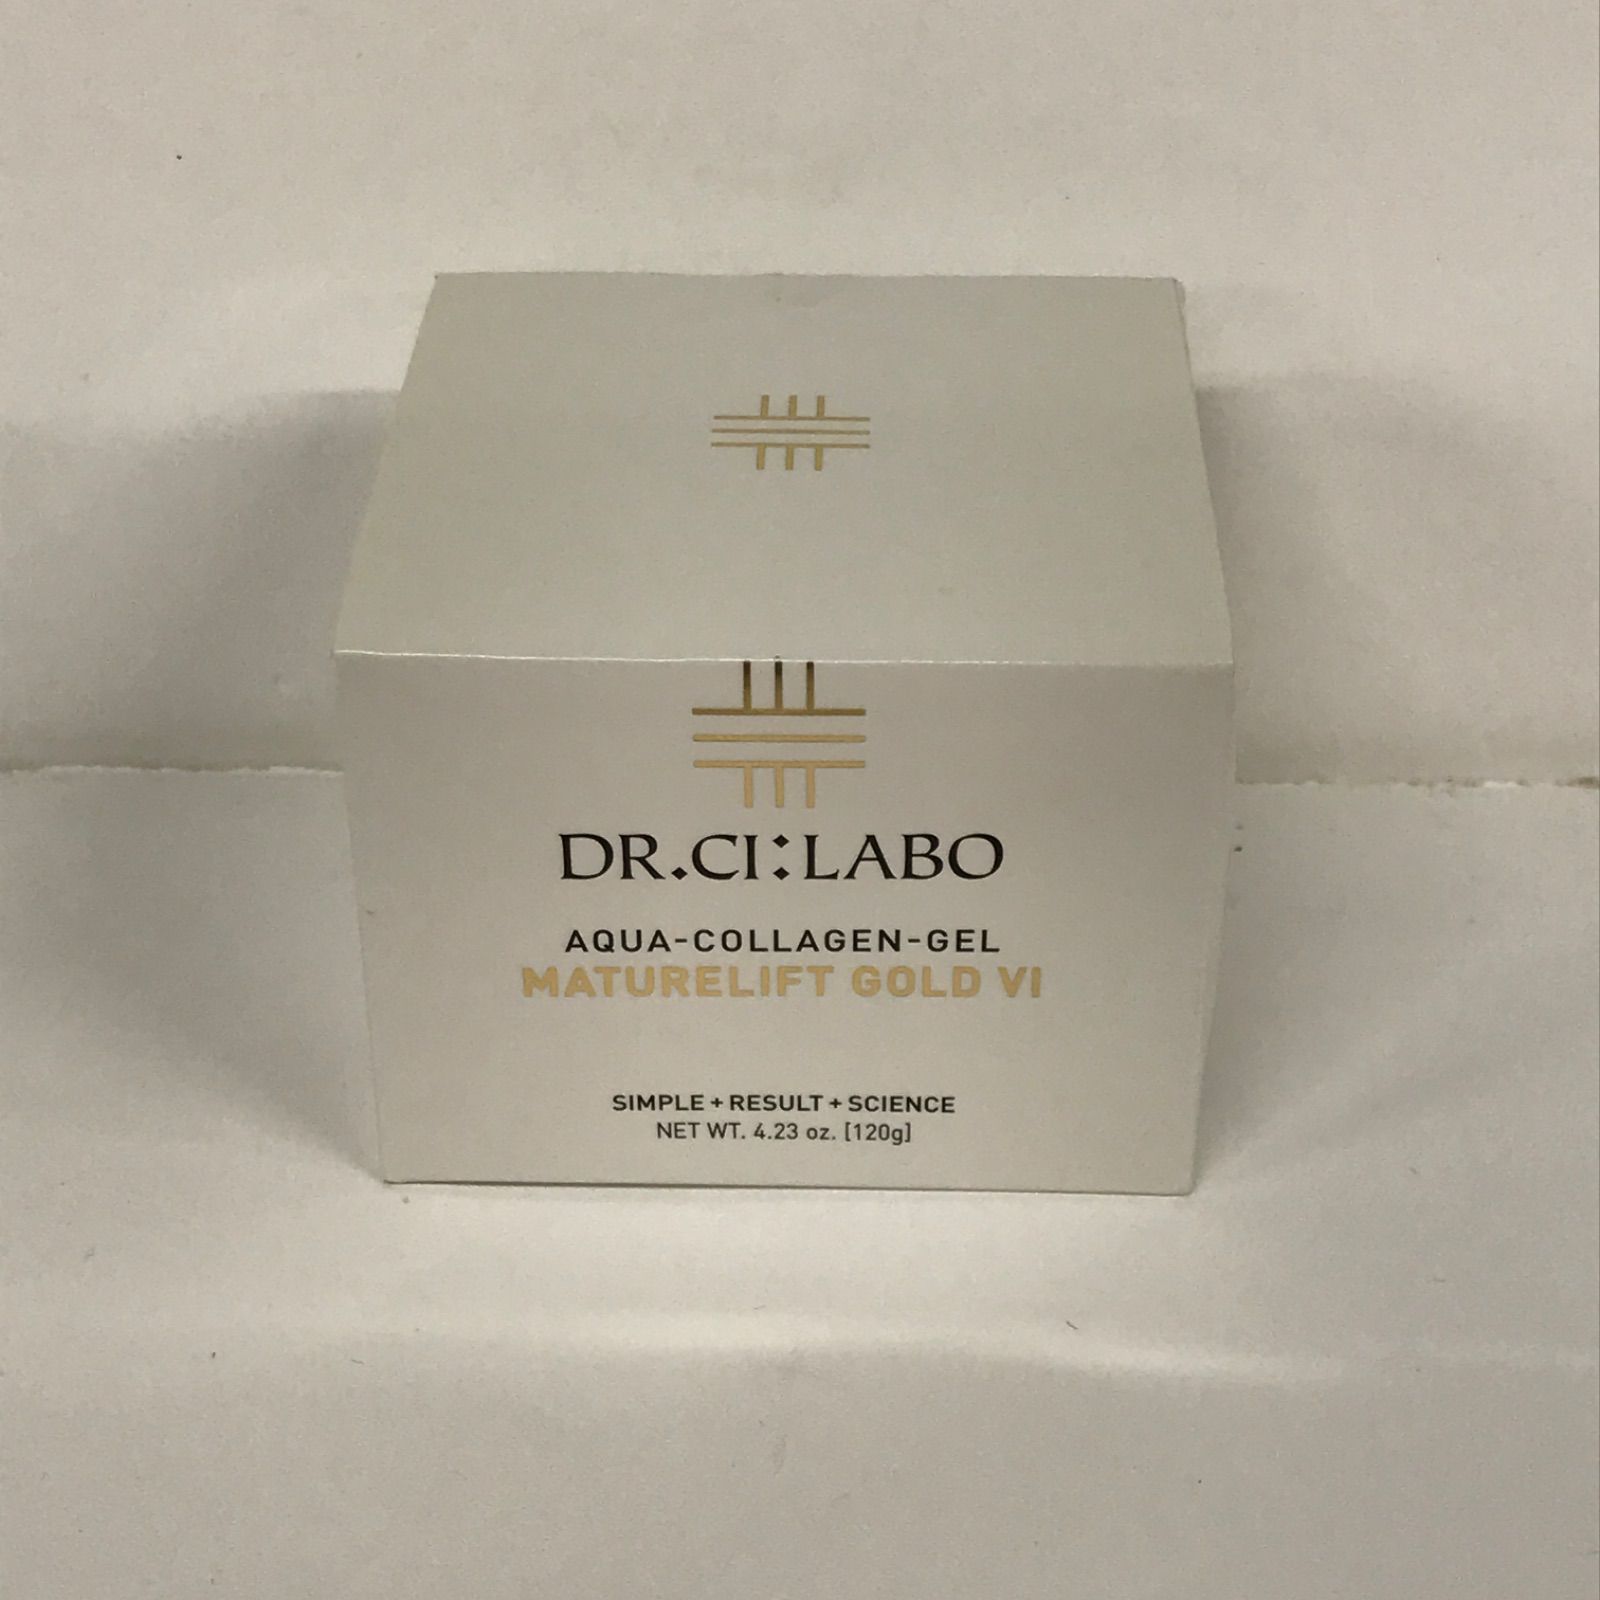 DR.CI:LABO
AQUA-COLLAGEN-GEL
MATURELIFT GOLD VI
SIMPLE + RESULT + SCIENCE
NET WT. 4.23 oz. [120g]